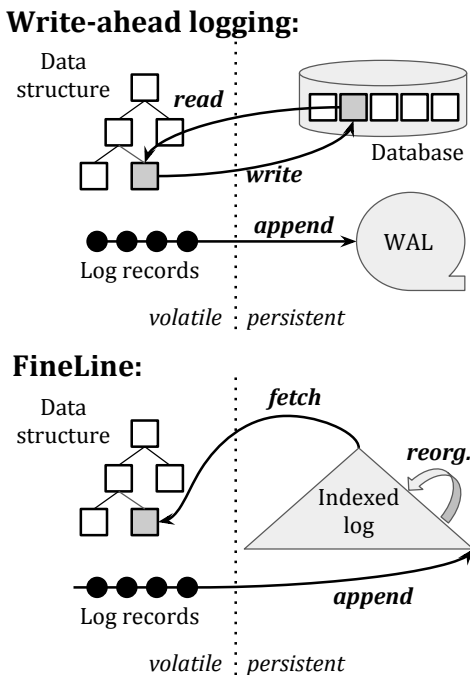 Write-ahead logging:
Data
structure
read
write
Database
append
WAL
Log records
volatile
persistent
FineLine:
Data
structure
fetch
reorg.
Indexed
log
append
Log records
volatile
persistent